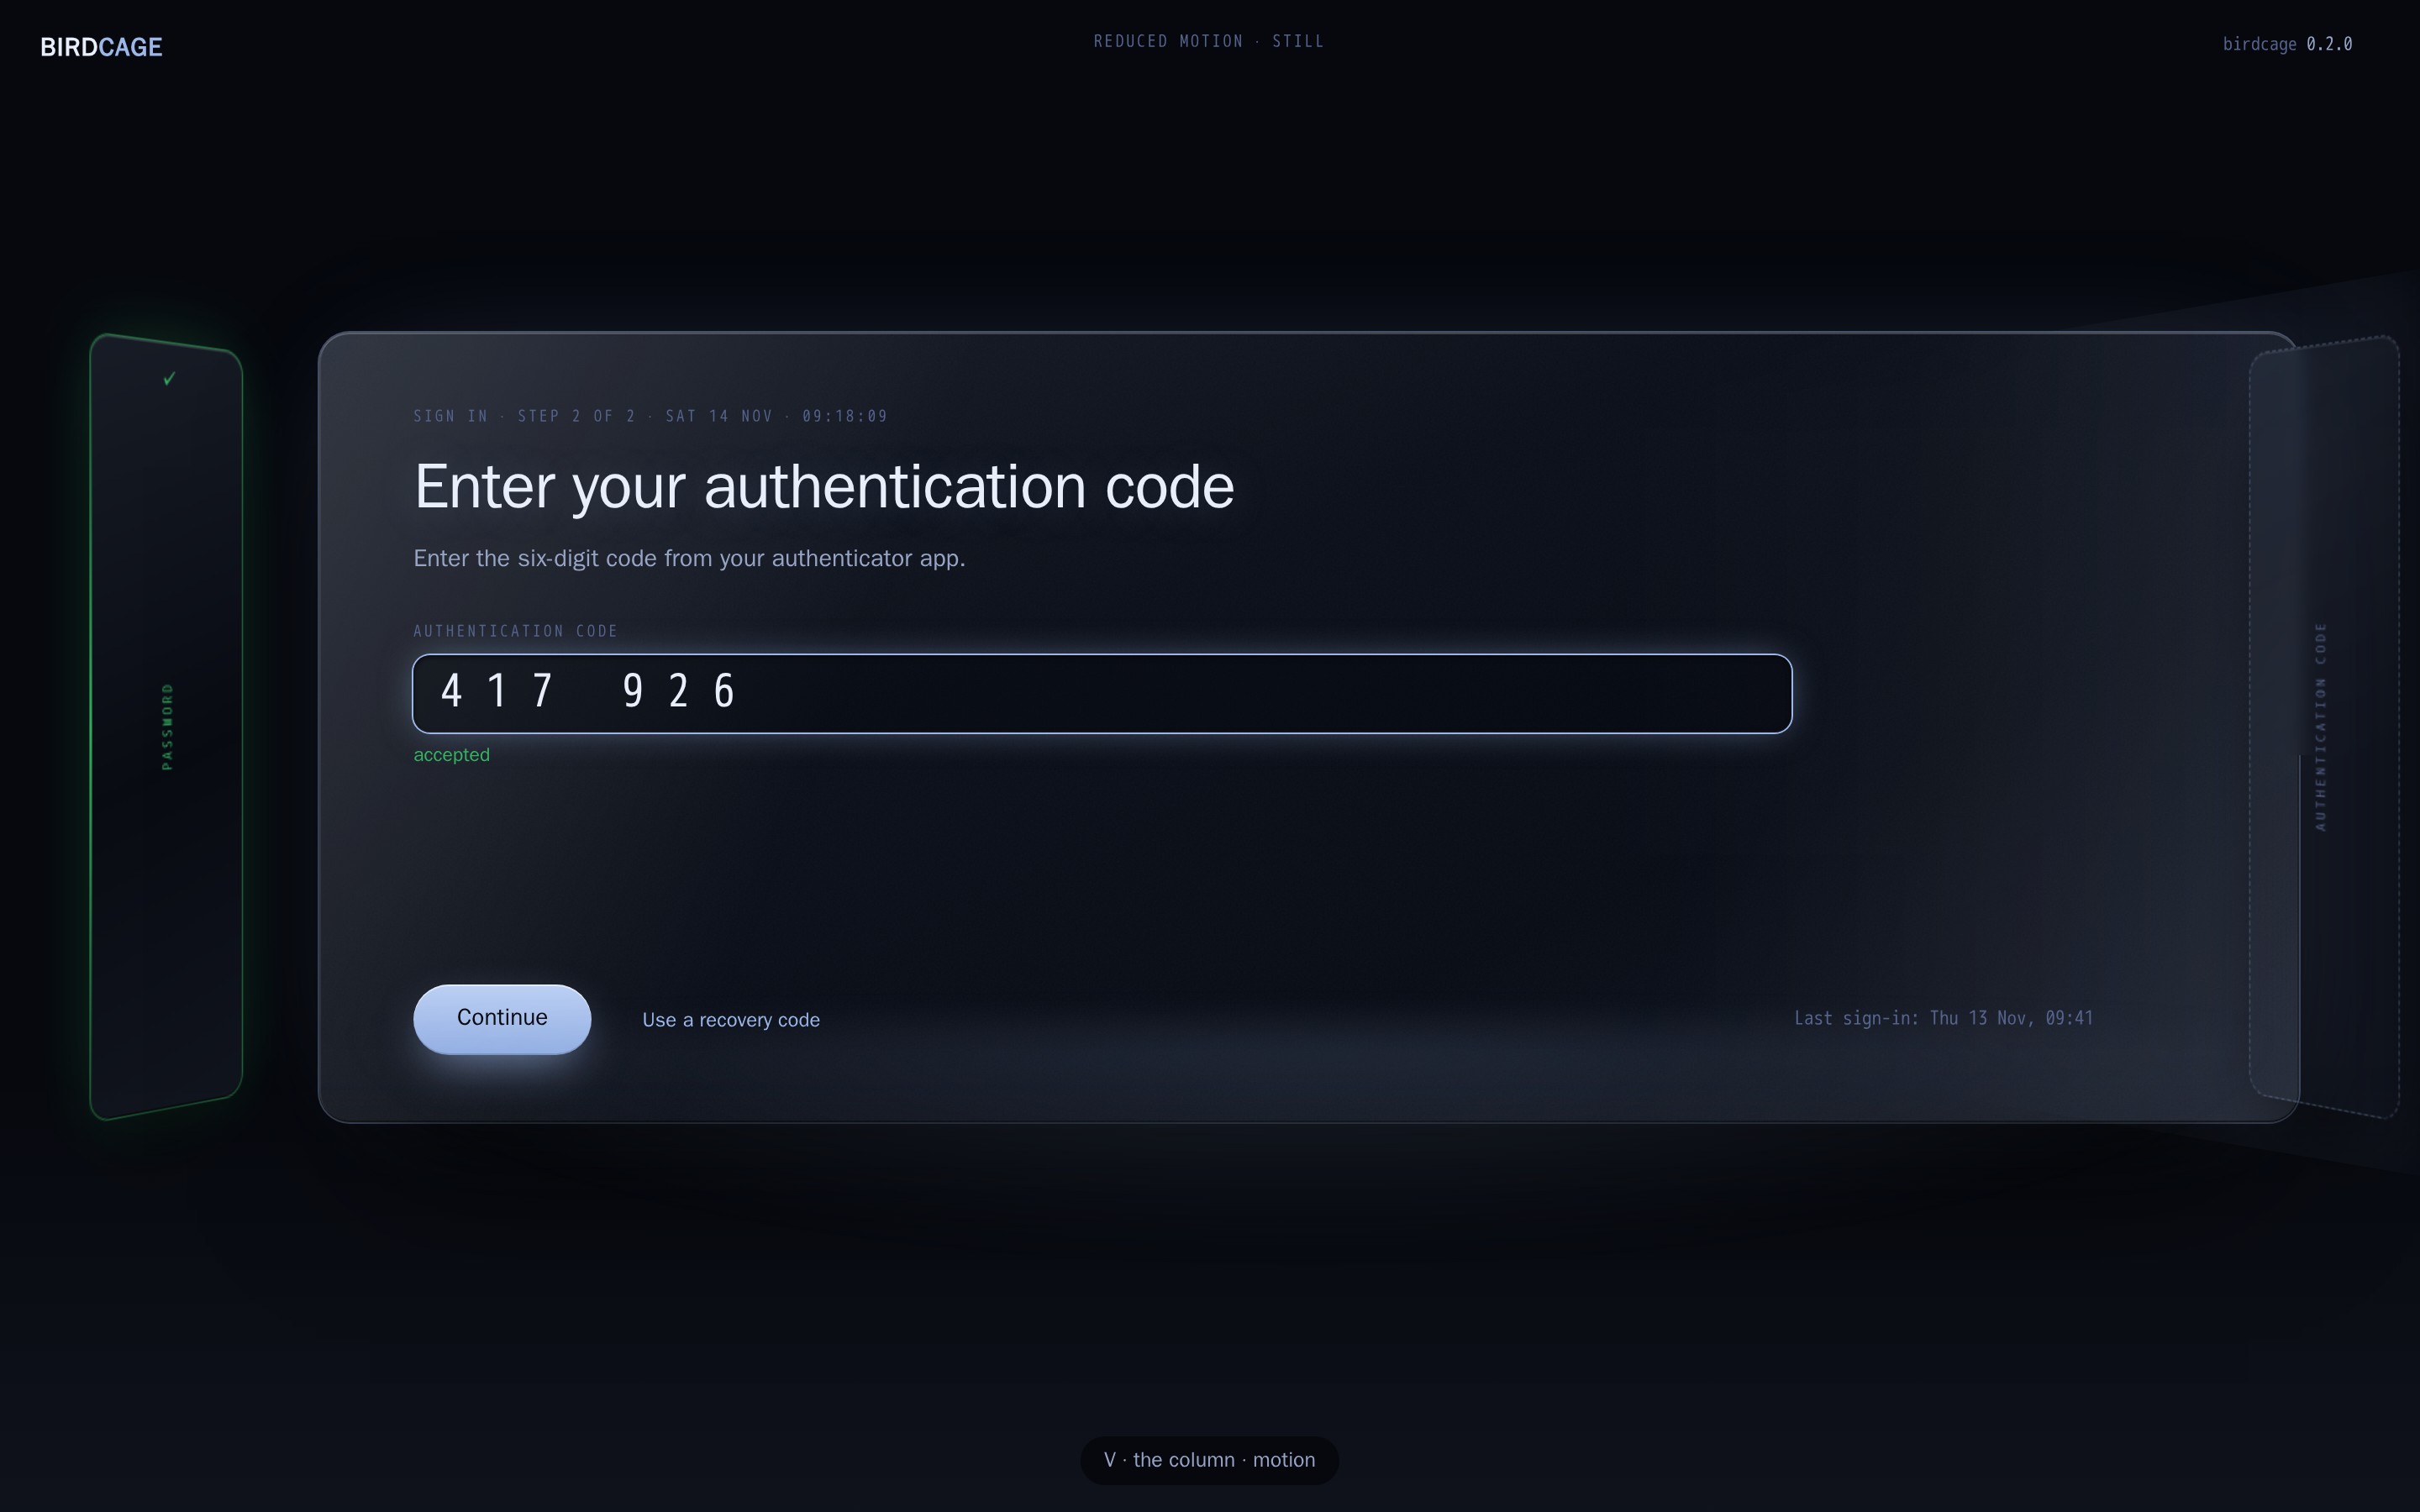 BIRDCAGE
REDUCED MOTION · STILL
birdcage 0.2.0
✓
PASSWORD
SIGN IN · STEP 2 OF 2 · SAT 14 NOV · 09:18:09
Enter your authentication code
Enter the six-digit code from your authenticator app.
AUTHENTICATION CODE
417 926
accepted
Continue
Use a recovery code
Last sign-in: Thu 13 Nov, 09:41
AUTHENTICATION CODE
V · the column · motion